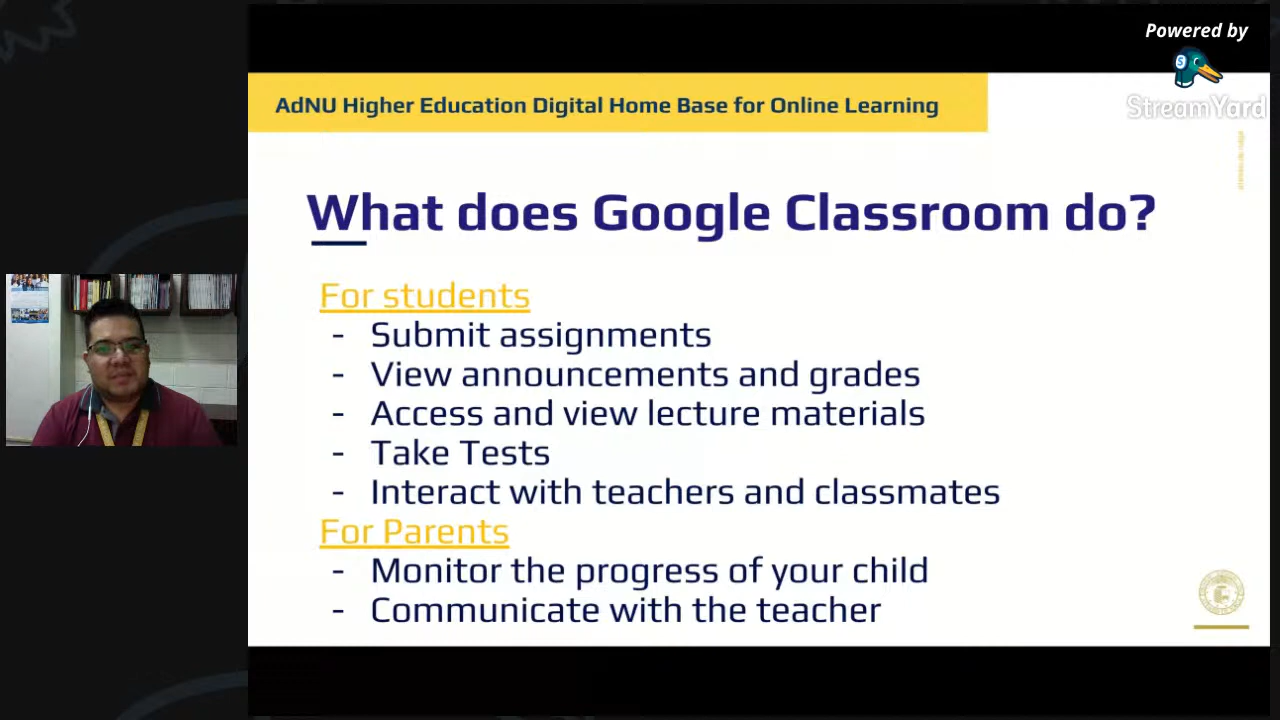 Powered by
StreamYard
AdNU Higher Education Digital Home Base for Online Learning
What does Google Classroom do?
For students
- Submit assignments
- View announcements and grades
- Access and view lecture materials
- Take Tests
- Interact with teachers and classmates
For Parents
- Monitor the progress of your child
- Communicate with the teacher